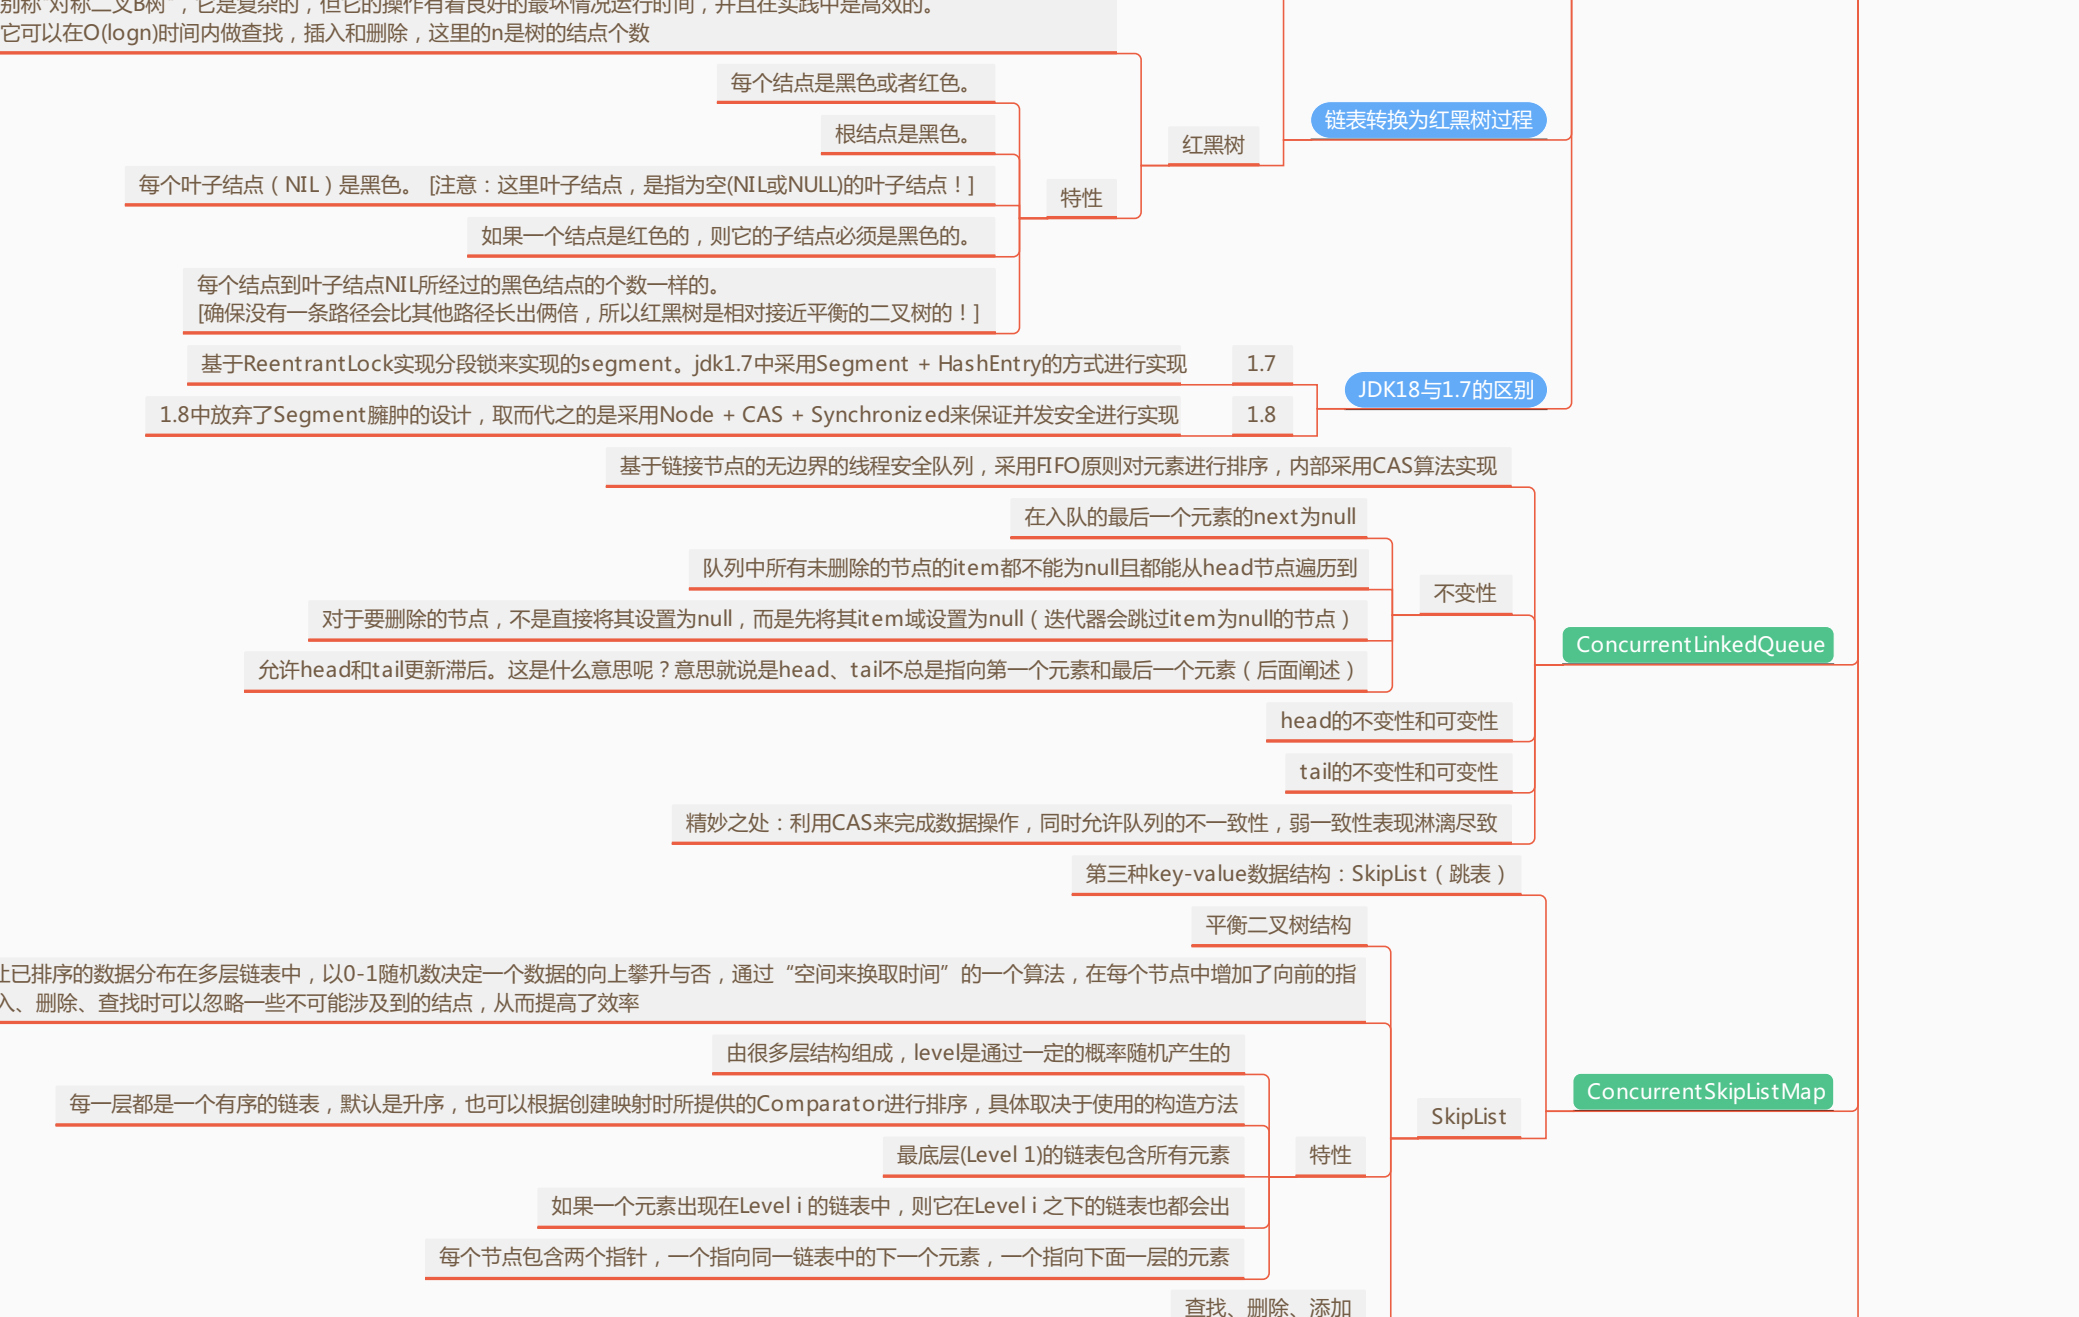 别称"对称二叉B树"，它是复杂的，但它的操作有着良好的最坏情况运行时间，并且在实践中是高效的。
它可以在O(logn)时间内做查找，插入和删除，这里的n是树的结点个数
每个结点是黑色或者红色。
根结点是黑色。
每个叶子结点（NIL）是黑色。 [注意：这里叶子结点，是指为空(NIL或NULL)的叶子结点！]
如果一个结点是红色的，则它的子结点必须是黑色的。
每个结点到叶子结点NIL所经过的黑色结点的个数一样的。
[确保没有一条路径会比其他路径长出俩倍，所以红黑树是相对接近平衡的二叉树的！]
特性
红黑树
链表转换为红黑树过程
基于ReentrantLock实现分段锁来实现的segment。jdk1.7中采用Segment + HashEntry的方式进行实现
1.7
1.8中放弃了Segment臃肿的设计，取而代之的是采用Node + CAS + Synchronized来保证并发安全进行实现
1.8
JDK18与1.7的区别
基于链接节点的无边界的线程安全队列，采用FIFO原则对元素进行排序，内部采用CAS算法实现
在入队的最后一个元素的next为null
队列中所有未删除的节点的item都不能为null且都能从head节点遍历到
对于要删除的节点，不是直接将其设置为null，而是先将其item域设置为null（迭代器会跳过item为null的节点）
允许head和tail更新滞后。这是什么意思呢？意思就说是head、tail不总是指向第一个元素和最后一个元素（后面阐述）
不变性
head的不变性和可变性
tail的不变性和可变性
精妙之处：利用CAS来完成数据操作，同时允许队列的不一致性，弱一致性表现淋漓尽致
ConcurrentLinkedQueue
第三种key-value数据结构：SkipList（跳表）
平衡二叉树结构
让已排序的数据分布在多层链表中，以0-1随机数决定一个数据的向上攀升与否，通过“空间来换取时间”的一个算法，在每个节点中增加了向前的指
入、删除、查找时可以忽略一些不可能涉及到的结点，从而提高了效率
由很多层结构组成，level是通过一定的概率随机产生的
每一层都是一个有序的链表，默认是升序，也可以根据创建映射时所提供的Comparator进行排序，具体取决于使用的构造方法
最底层(Level 1)的链表包含所有元素
如果一个元素出现在Level i 的链表中，则它在Level i 之下的链表也都会出
每个节点包含两个指针，一个指向同一链表中的下一个元素，一个指向下面一层的元素
特性
查找、删除、添加
SkipList
ConcurrentSkipListMap